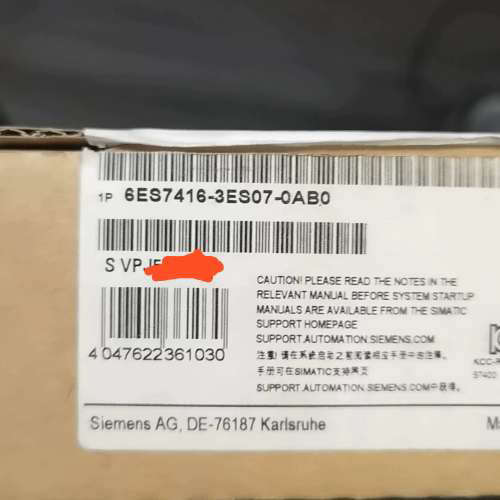 1P 6ES7416-3ES07-0AB0
S VPJ
CAUTION! PLEASE READ THE NOTES IN THE
RELEVANT MANUAL BEFORE SYSTEM STARTUP
MANUALS ARE AVAILABLE FROM THE SIMATIC
SUPPORT HOMEPAGE
SUPPORT.AUTOMATION.SIEMENS.COM
注意! 请在系统启动之前阅读相应手册中的注释。
手册可在SIMATIC支持网页
SUPPORT.AUTOMATION.SIEMENS.COM中获得。
4 047622 361030
KCC-R
S7400
Siemens AG, DE-76187 Karlsruhe